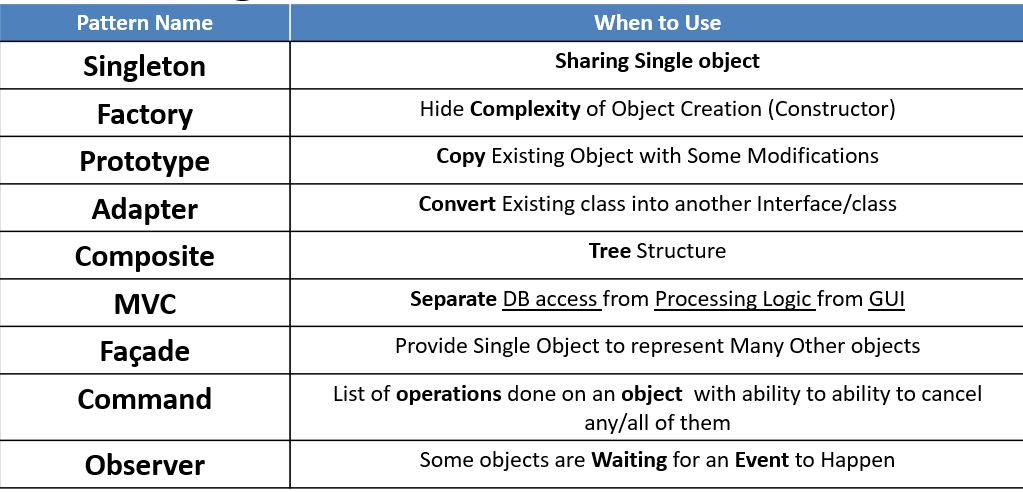 Pattern Name When to Use
Singleton Sharing Single object
Factory Hide Complexity of Object Creation (Constructor)
Prototype Copy Existing Object with Some Modifications
Adapter Convert Existing class into another Interface/class
Composite Tree Structure
MVC Separate DB access from Processing Logic from GUI
Façade Provide Single Object to represent Many Other objects
Command List of operations done on an object with ability to ability to cancel
any/all of them
Observer Some objects are Waiting for an Event to Happen